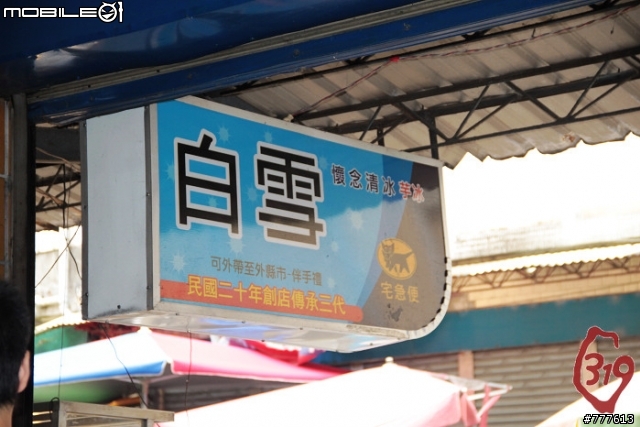 mobile01
白雪
懷念清冰 芋冰
可外帶至外縣市 伴手禮
民國二十年創店傳承三代
宅急便
319
#777613